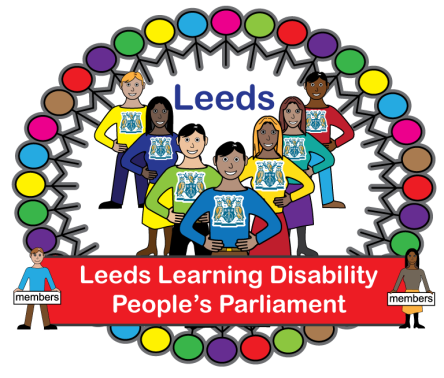 Leeds
Leeds Learning Disability
People's Parliament
members
members